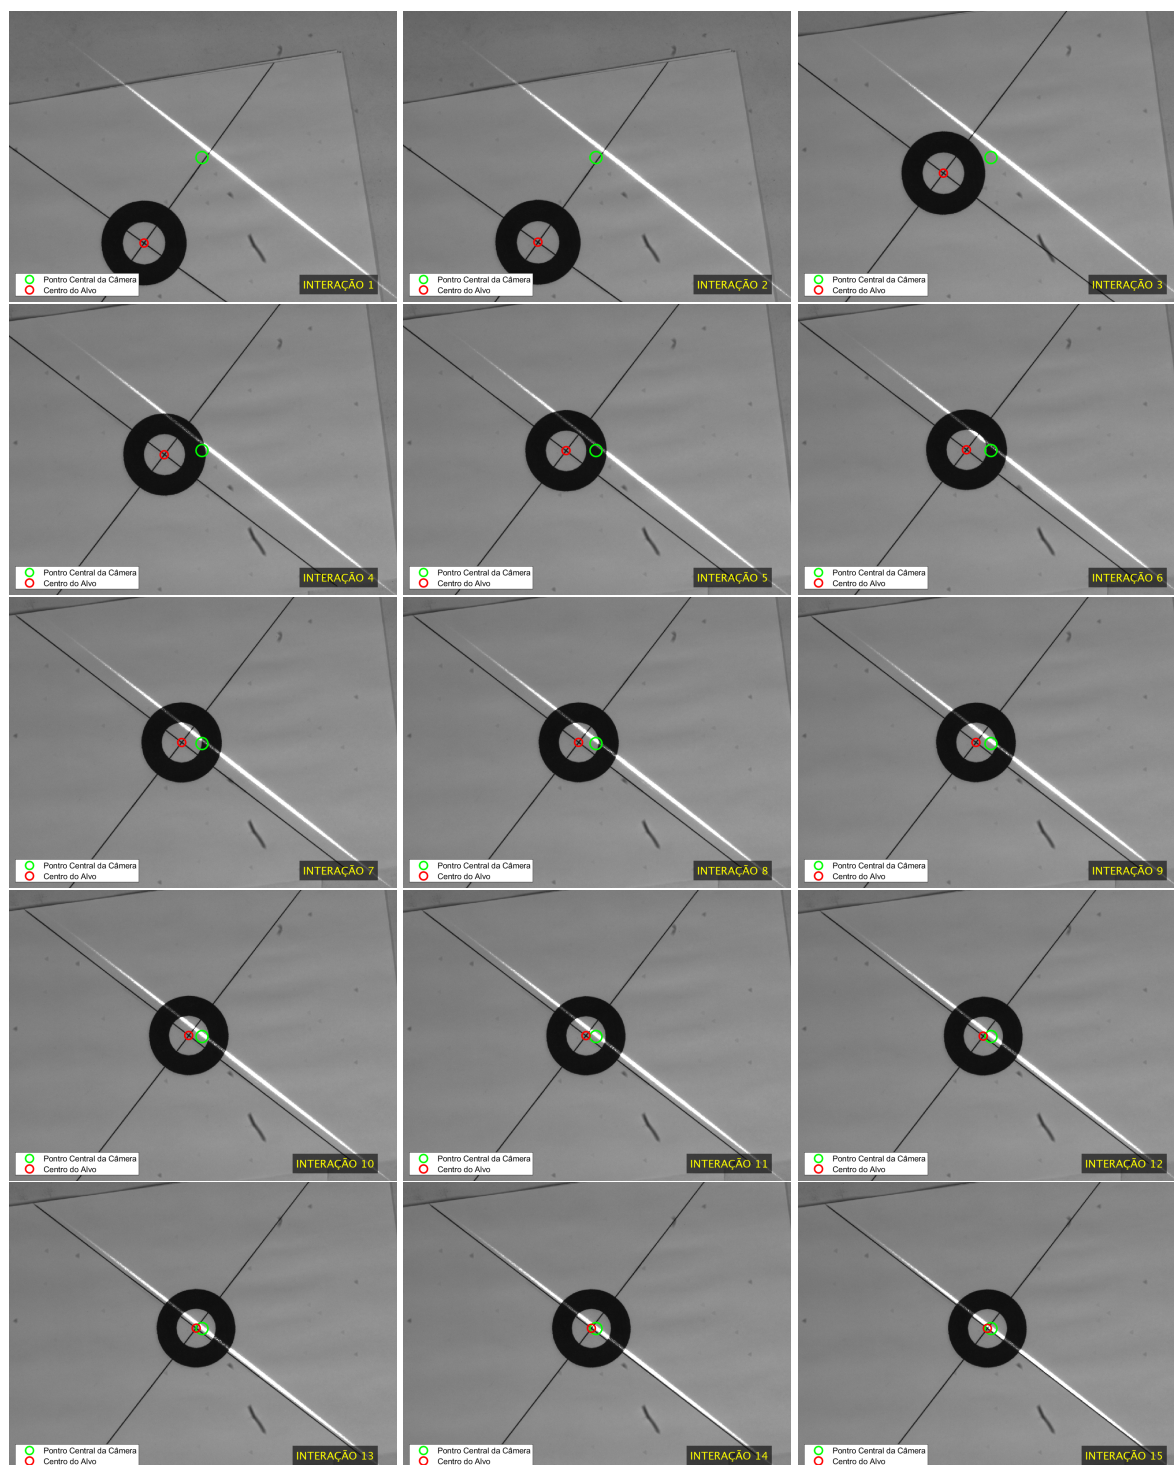 Pontro Central da Câmera
Centro do Alvo
INTERAÇÃO 1
Pontro Central da Câmera
Centro do Alvo
INTERAÇÃO 2
Pontro Central da Câmera
Centro do Alvo
INTERAÇÃO 3
Pontro Central da Câmera
Centro do Alvo
INTERAÇÃO 4
Pontro Central da Câmera
Centro do Alvo
INTERAÇÃO 5
Pontro Central da Câmera
Centro do Alvo
INTERAÇÃO 6
Pontro Central da Câmera
Centro do Alvo
INTERAÇÃO 7
Pontro Central da Câmera
Centro do Alvo
INTERAÇÃO 8
Pontro Central da Câmera
Centro do Alvo
INTERAÇÃO 9
Pontro Central da Câmera
Centro do Alvo
INTERAÇÃO 10
Pontro Central da Câmera
Centro do Alvo
INTERAÇÃO 11
Pontro Central da Câmera
Centro do Alvo
INTERAÇÃO 12
Pontro Central da Câmera
Centro do Alvo
INTERAÇÃO 13
Pontro Central da Câmera
Centro do Alvo
INTERAÇÃO 14
Pontro Central da Câmera
Centro do Alvo
INTERAÇÃO 15